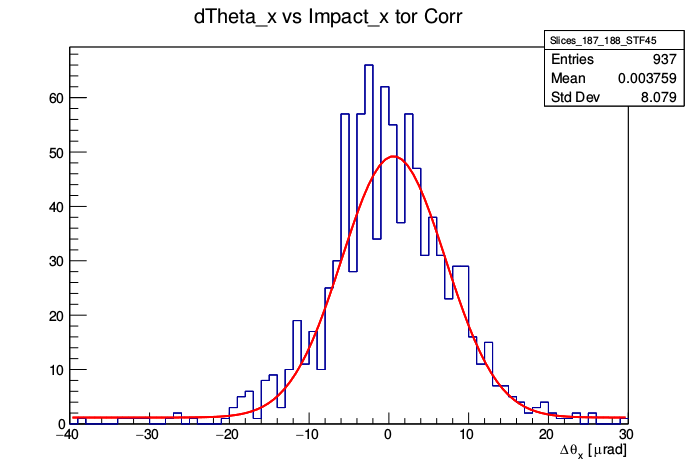 dTheta_x vs Impact_x tor Corr
Slices_187_188_STF45
Entries 937
Mean 0.003759
Std Dev 8.079
60
50
40
30
20
10
0
−40 −30 −20 −10 0 10 20 30
Δθx [μrad]